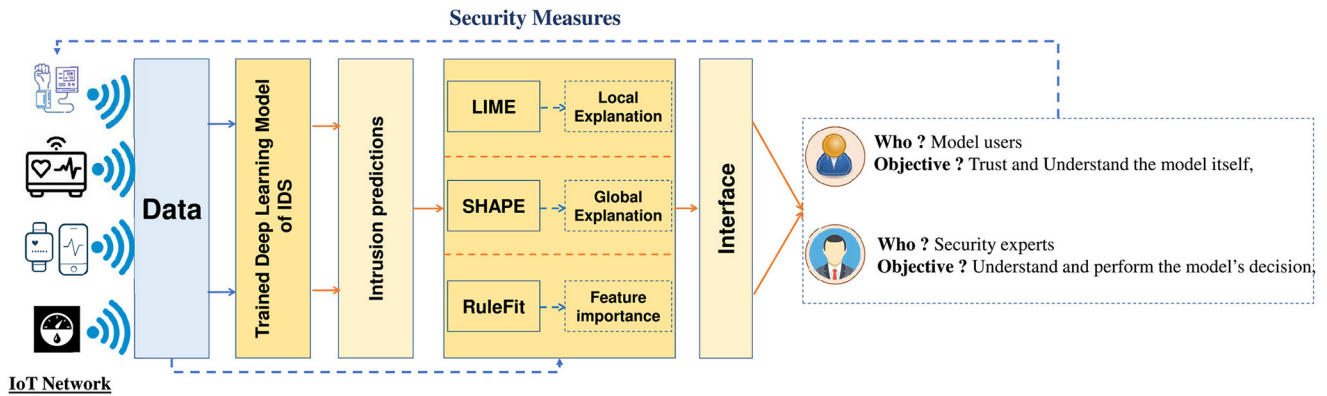 Security Measures
Data
Trained Deep Learning Model
of IDS
Intrusion predictions
LIME
Local
Explanation
SHAPE
Global
Explanation
RuleFit
Feature
importance
Interface
Who ? Model users
Objective ? Trust and Understand the model itself,
Who ? Security experts
Objective ? Understand and perform the model's decision,
IoT Network